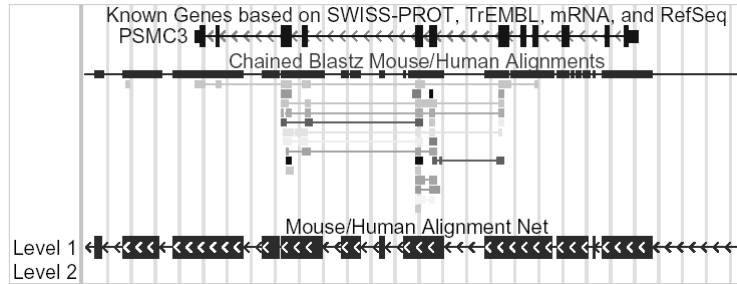 Known Genes based on SWISS-PROT, TrEMBL, mRNA, and RefSeq
PSMC3
Chained Blastz Mouse/Human Alignments
Mouse/Human Alignment Net
Level 1
Level 2